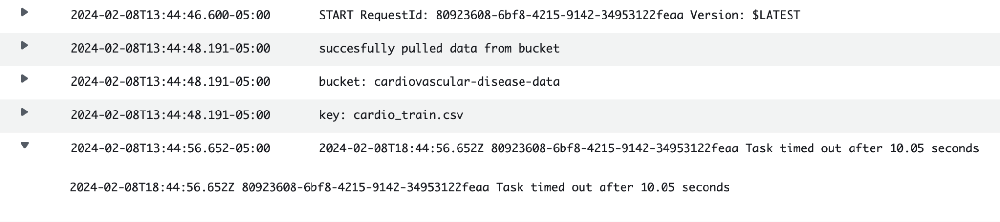 2024-02-08T13:44:46.600-05:00 START RequestId: 80923608-6bf8-4215-9142-34953122feaa Version: $LATEST
2024-02-08T13:44:48.191-05:00 succesfully pulled data from bucket
2024-02-08T13:44:48.191-05:00 bucket: cardiovascular-disease-data
2024-02-08T13:44:48.191-05:00 key: cardio_train.csv
2024-02-08T13:44:56.652-05:00 2024-02-08T18:44:56.652Z 80923608-6bf8-4215-9142-34953122feaa Task timed out after 10.05 seconds
2024-02-08T18:44:56.652Z 80923608-6bf8-4215-9142-34953122feaa Task timed out after 10.05 seconds